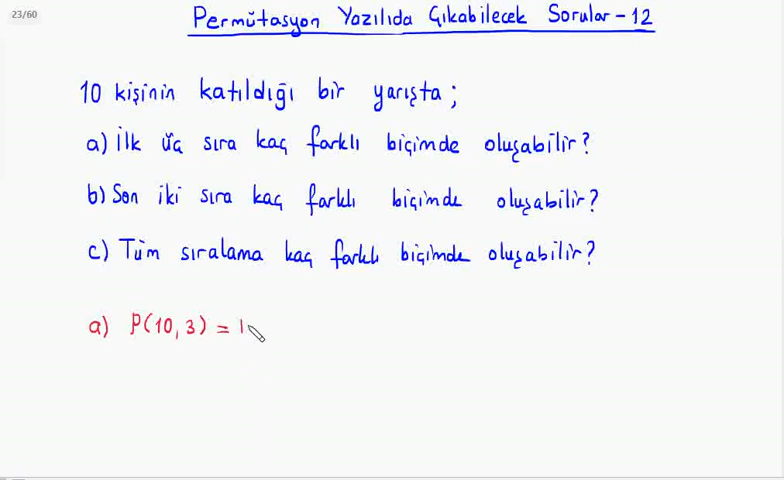 23/60
Permütasyon Yazılıda Çıkabilecek Sorular - 12
10 kişinin katıldığı bir yarışta;
a) İlk üç sıra kaç farklı biçimde oluşabilir?
b) Son iki sıra kaç farklı biçimde oluşabilir?
c) Tüm sıralama kaç farklı biçimde oluşabilir?
a) P(10, 3) = 1